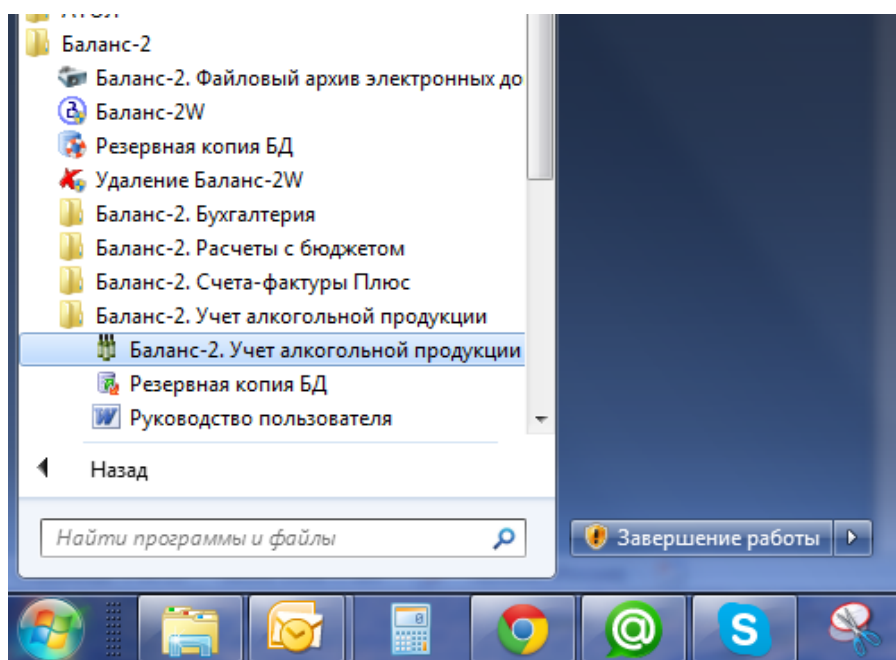 АТОЛ
Баланс-2
Баланс-2. Файловый архив электронных до
Баланс-2W
Резервная копия БД
Удаление Баланс-2W
Баланс-2. Бухгалтерия
Баланс-2. Расчеты с бюджетом
Баланс-2. Счета-фактуры Плюс
Баланс-2. Учет алкогольной продукции
Баланс-2. Учет алкогольной продукции
Резервная копия БД
Руководство пользователя
Назад
Найти программы и файлы
Завершение работы